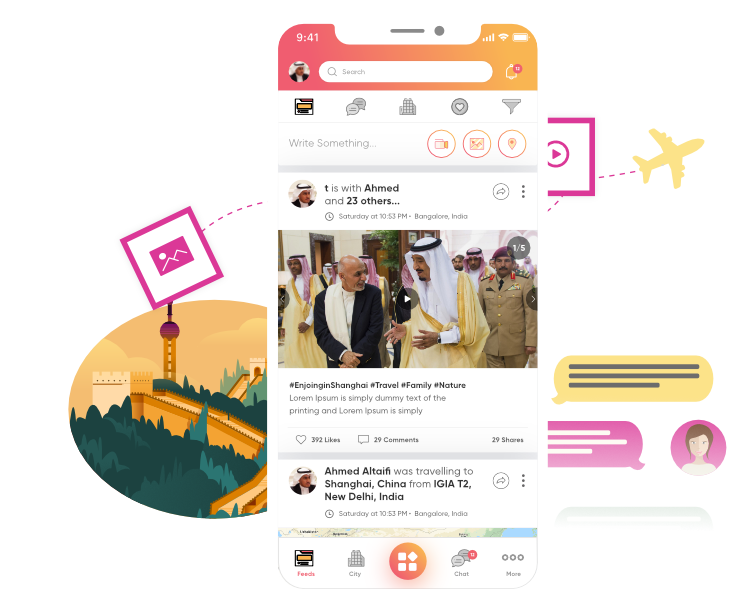 9:41
Search
12
Write Something...
t is with Ahmed
and 23 others...
Saturday at 10:53 PM • Bangalore, India
1/5
#EnjoinginShanghai #Travel #Family #Nature
Lorem Ipsum is simply dummy text of the
printing and Lorem Ipsum is simply
392 Likes
29 Comments
29 Shares
Ahmed Altaifi was travelling to
Shanghai, China from IGIA T2,
New Delhi, India
Saturday at 10:53 PM • Bangalore, India
12
Feeds
City
Chat
More